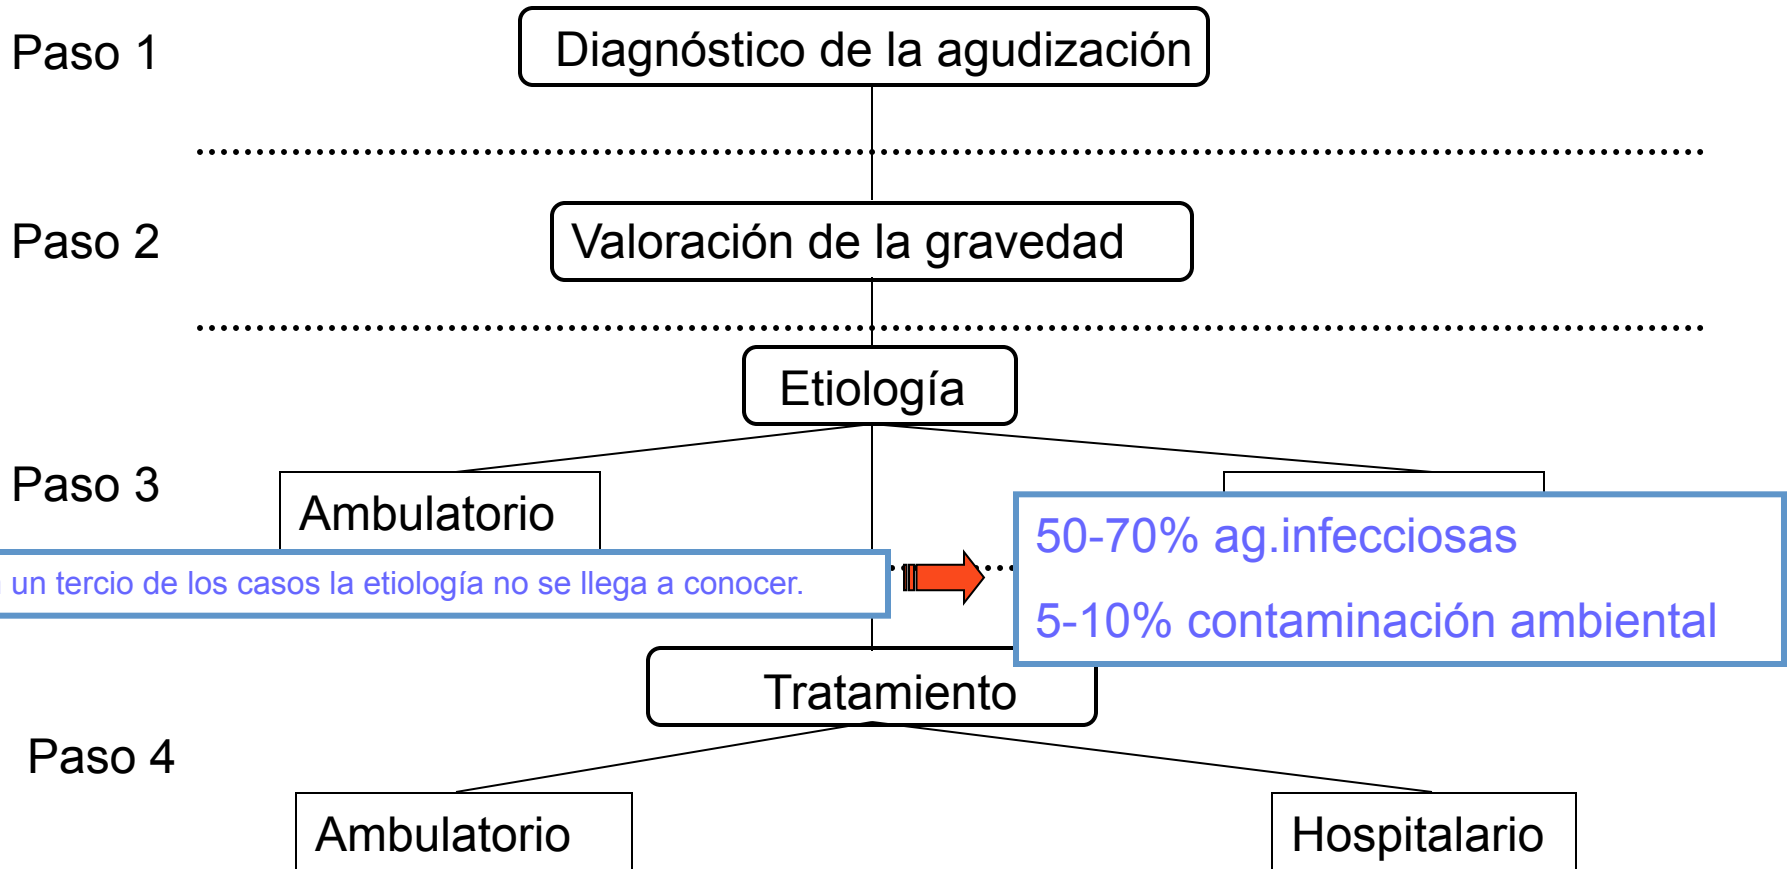 Paso 1
Diagnóstico de la agudización
Paso 2
Valoración de la gravedad
Etiología
Paso 3
Ambulatorio
un tercio de los casos la etiología no se llega a conocer.
50-70% ag.infecciosas
5-10% contaminación ambiental
Tratamiento
Paso 4
Ambulatorio
Hospitalario